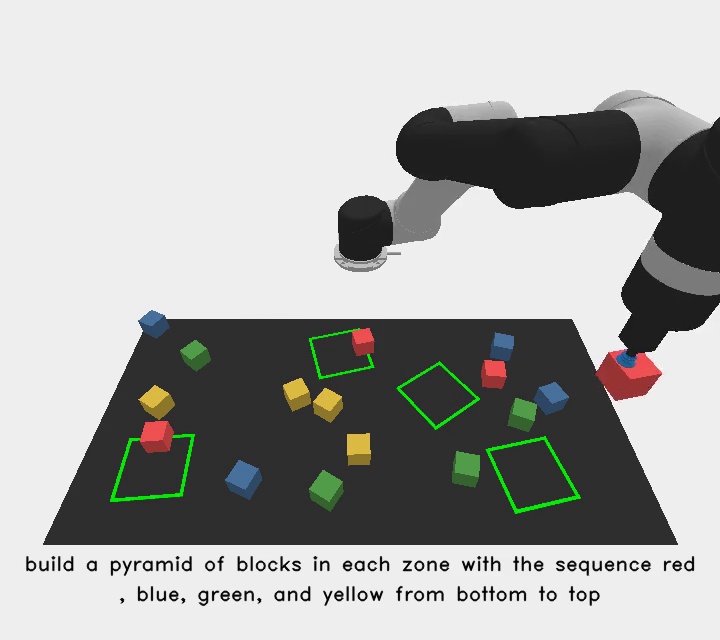 build a pyramid of blocks in each zone with the sequence red
, blue, green, and yellow from bottom to top